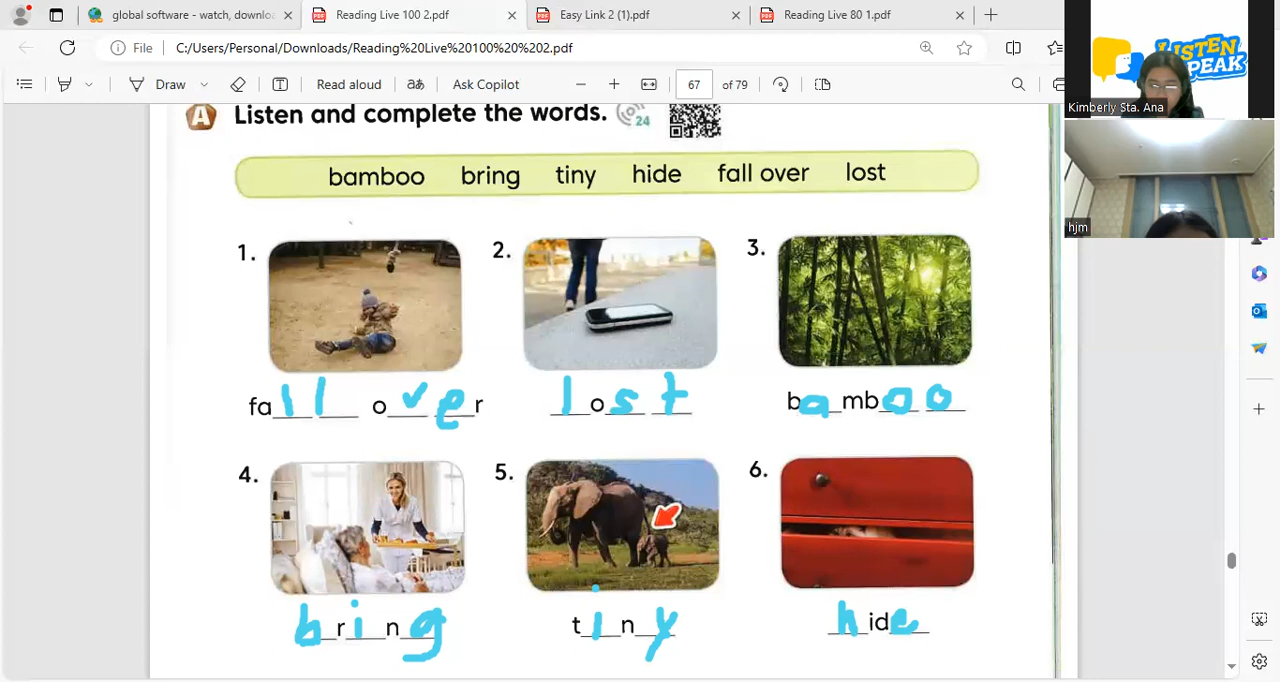 global software - watch, downlo
Reading Live 100 2.pdf
Easy Link 2 (1).pdf
Reading Live 80 1.pdf
File
C:/Users/Personal/Downloads/Reading%20Live%20100%20%202.pdf
Draw
Read aloud
aあ
Ask Copilot
67
of 79
LISTEN
SPEAK
Kimberly Sta. Ana
hjm
A Listen and complete the words. 24
bamboo bring tiny hide fall over lost
1.
2.
3.
fall over
lost
bamboo
4.
5.
6.
bring
tiny
hide